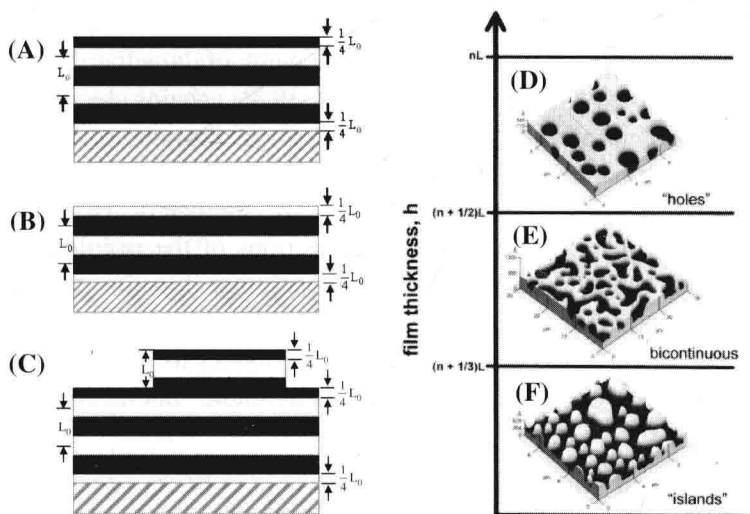 (A)
1/4 L₀
L₀
1/4 L₀
(B)
1/4 L₀
L₀
1/4 L₀
(C)
L₀
1/4 L₀
1/4 L₀
L₀
1/4 L₀
film thickness, h
nL
(D)
"holes"
(n + 1/2)L
(E)
bicontinuous
(n + 1/3)L
(F)
"islands"